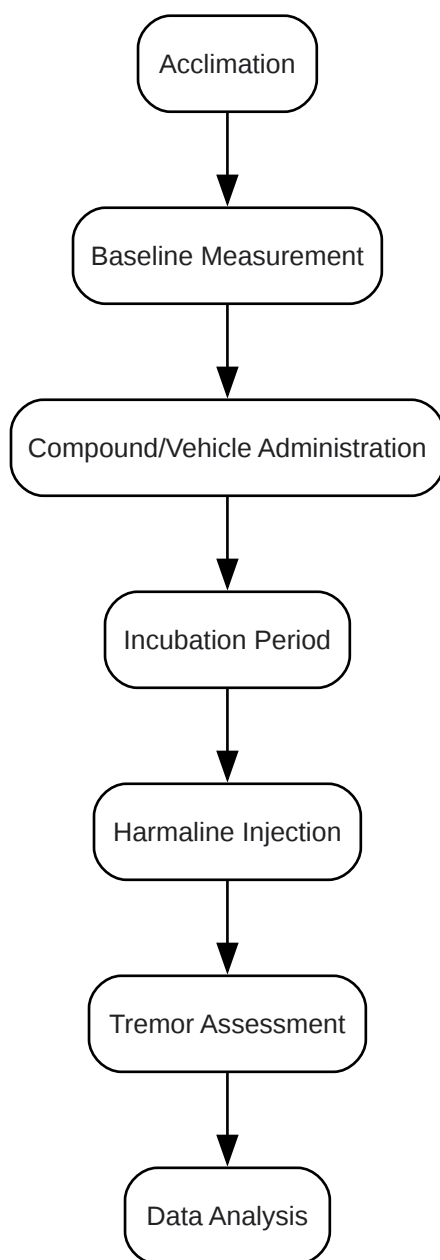 Acclimation
Baseline Measurement
Compound/Vehicle Administration
Incubation Period
Harmaline Injection
Tremor Assessment
Data Analysis